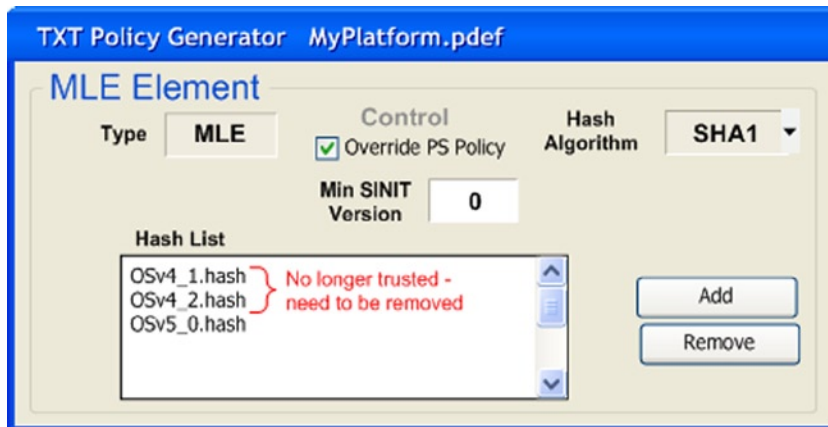 TXT Policy Generator MyPlatform.pdef
MLE Element
Type MLE
Control
Override PS Policy
Hash Algorithm
SHA1
Min SINIT Version
0
Hash List
OSv4_1.hash
OSv4_2.hash
OSv5_0.hash
No longer trusted -
need to be removed
Add
Remove